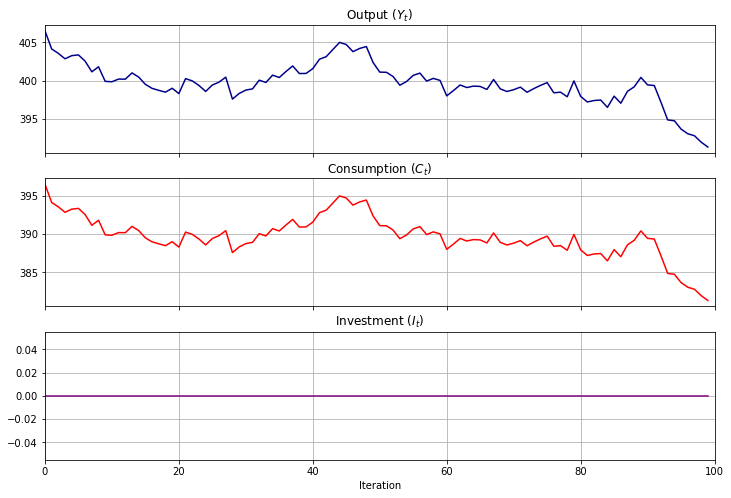 Output (Y_t)
405
400
395
Consumption (C_t)
395
390
385
Investment (I_t)
0.04
0.02
0.00
−0.02
−0.04
0 20 40 60 80 100
Iteration